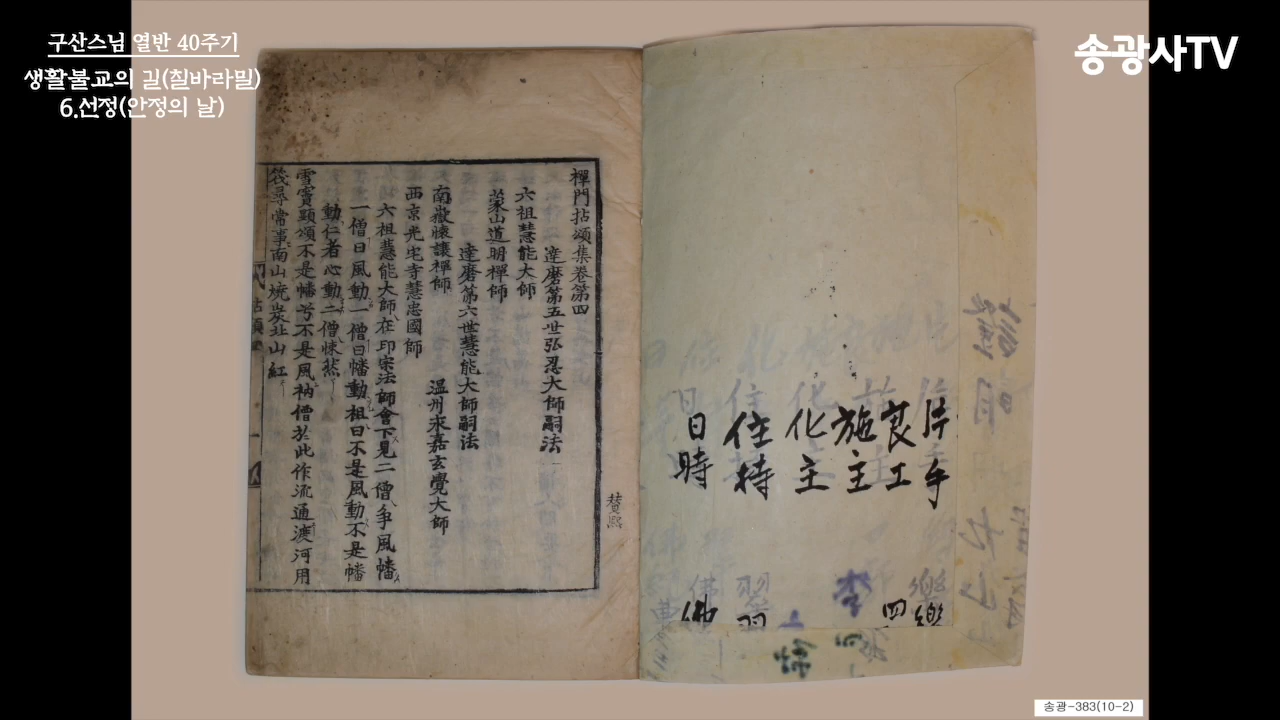 구산스님 열반 40주기
생활불교의 길(칠바라밀)
6.선정(안정의 날)
송광사TV
禪門拈頌集卷第四
達磨第五世弘忍大師嗣法
六祖慧能大師
蒙山道明禪師
達磨第六世慧能大師嗣法
南嶽懷讓禪師
溫州永嘉玄覺大師
西京光宅寺慧忠國師
六祖慧能大師在印宗法師會下見二僧爭風幡
一僧曰風動一僧曰幡動祖曰不是風動不是幡
動仁者心動二僧悚然
雪竇顯頌不是幡兮不是風衲僧於此作流通渡河用
筏尋常事南山燒炭北山紅
賛熙
片手
良工
施主
化主
住持
日時
송광-383(10-2)